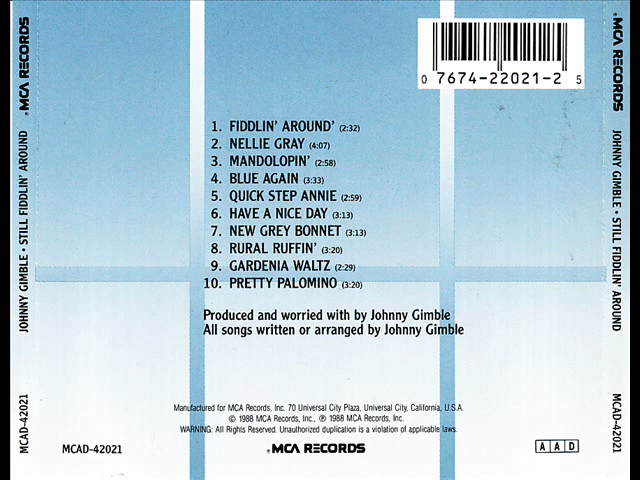 MCA RECORDS
JOHNNY GIMBLE • STILL FIDDLIN' AROUND
MCAD-42021
0 7674-22021-2 5
1. FIDDLIN' AROUND' (2:32)
2. NELLIE GRAY (4:07)
3. MANDOLOPIN' (2:58)
4. BLUE AGAIN (3:33)
5. QUICK STEP ANNIE (2:59)
6. HAVE A NICE DAY (3:13)
7. NEW GREY BONNET (3:13)
8. RURAL RUFFIN' (3:20)
9. GARDENIA WALTZ (2:29)
10. PRETTY PALOMINO (3:20)
Produced and worried with by Johnny Gimble
All songs written or arranged by Johnny Gimble
Manufactured for MCA Records, Inc. 70 Universal City Plaza, Universal City, California, U.S.A.
© 1988 MCA Records, Inc., ℗ 1988 MCA Records, Inc.
WARNING: All Rights Reserved. Unauthorized duplication is a violation of applicable laws.
MCAD-42021
MCA RECORDS
A A D
MCA RECORDS
JOHNNY GIMBLE • STILL FIDDLIN' AROUND
MCAD-42021